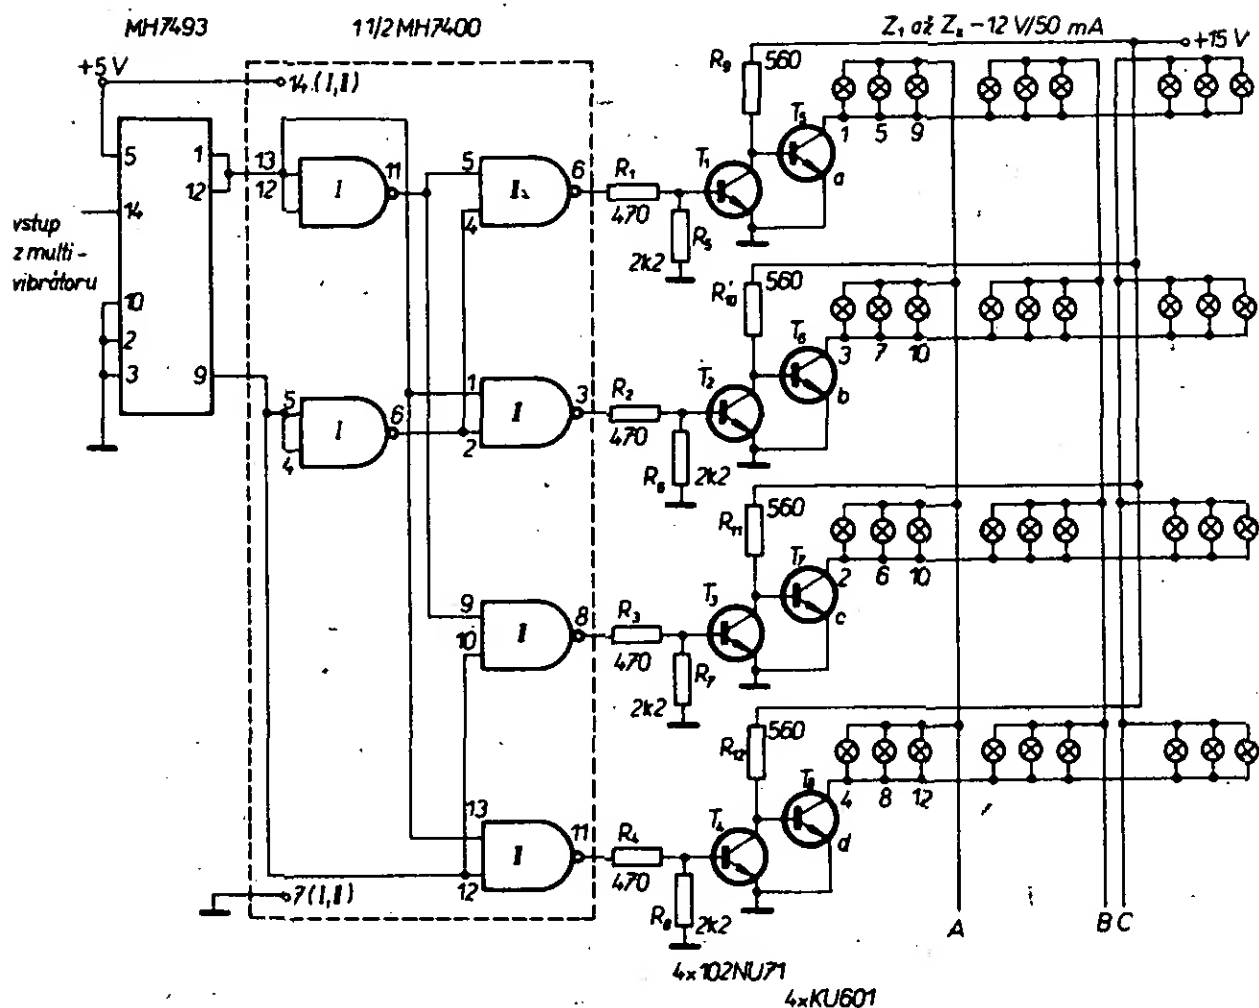 MH7493
1 1/2 MH7400
Z₁ až Z₈ - 12 V/50 mA
+5 V
14 (I, II)
+15 V
5
1
12
14
10
2
3
9
vstup
z multi-
vibrátoru
13
12
I
11
5
4
6
R₁
470
R₅
2k2
T₁
R₉
560
T₅
a
1
5
9
5
4
I
6
1
2
I
3
R₂
470
R₆
2k2
T₂
R₁₀
560
T₆
b
3
7
10
9
10
I
8
R₃
470
R₇
2k2
T₃
R₁₁
560
T₇
c
2
6
10
13
12
I
11
R₄
470
R₈
2k2
T₄
R₁₂
560
T₈
d
4
8
12
7 (I, II)
A
B
C
4x102NU71
4xKU601